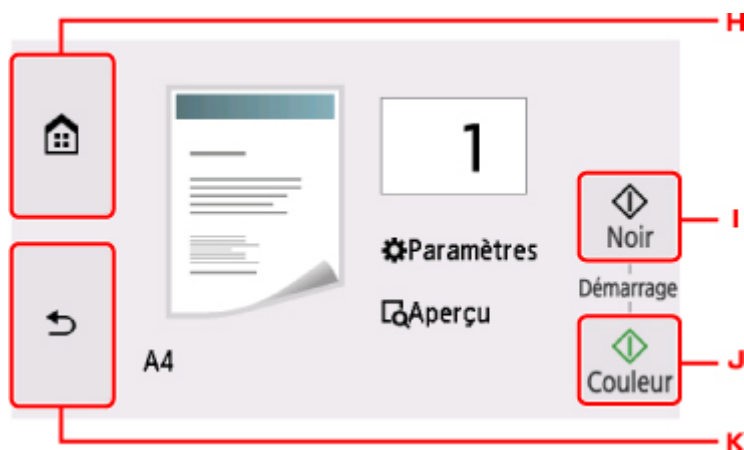 H
1
Noir
I
Paramètres
Démarrage
Aperçu
A4
Couleur
J
K